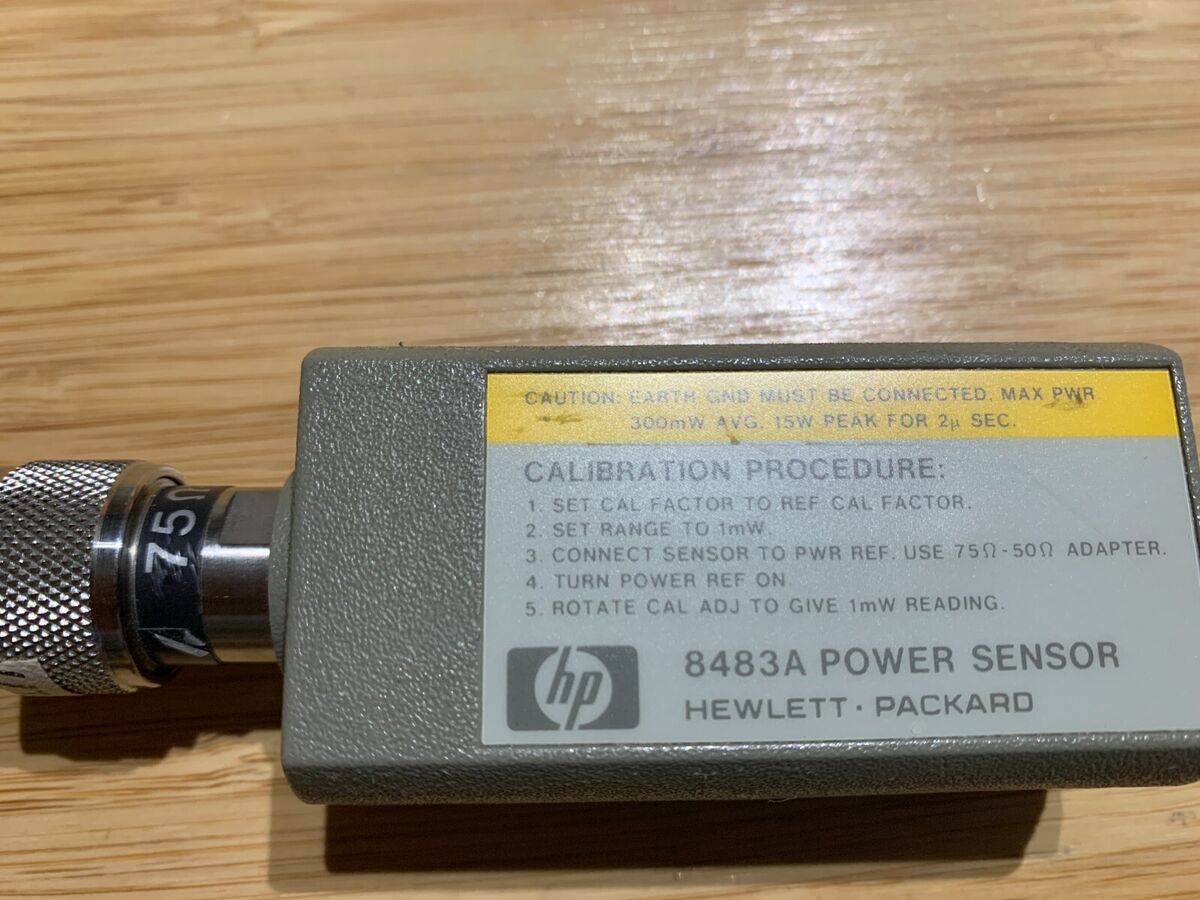 75Ω
CAUTION: EARTH GND MUST BE CONNECTED. MAX PWR
300mW AVG. 15W PEAK FOR 2µ SEC.
CALIBRATION PROCEDURE:
1. SET CAL FACTOR TO REF CAL FACTOR.
2. SET RANGE TO 1mW.
3. CONNECT SENSOR TO PWR REF. USE 75Ω-50Ω ADAPTER.
4. TURN POWER REF ON
5. ROTATE CAL ADJ TO GIVE 1mW READING.
hp
8483A POWER SENSOR
HEWLETT · PACKARD